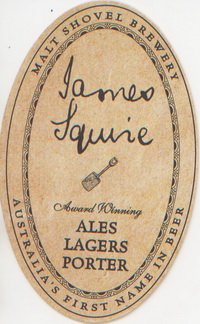 MALT SHOVEL BREWERY
James
Squire
Award Winning
ALES
LAGERS
PORTER
AUSTRALIA'S FIRST NAME IN BEER